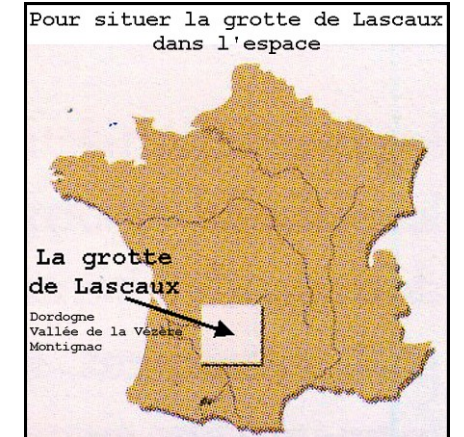 Pour situer la grotte de Lascaux
dans l'espace
La grotte
de Lascaux
Dordogne
Vallée de la Vézère
Montignac